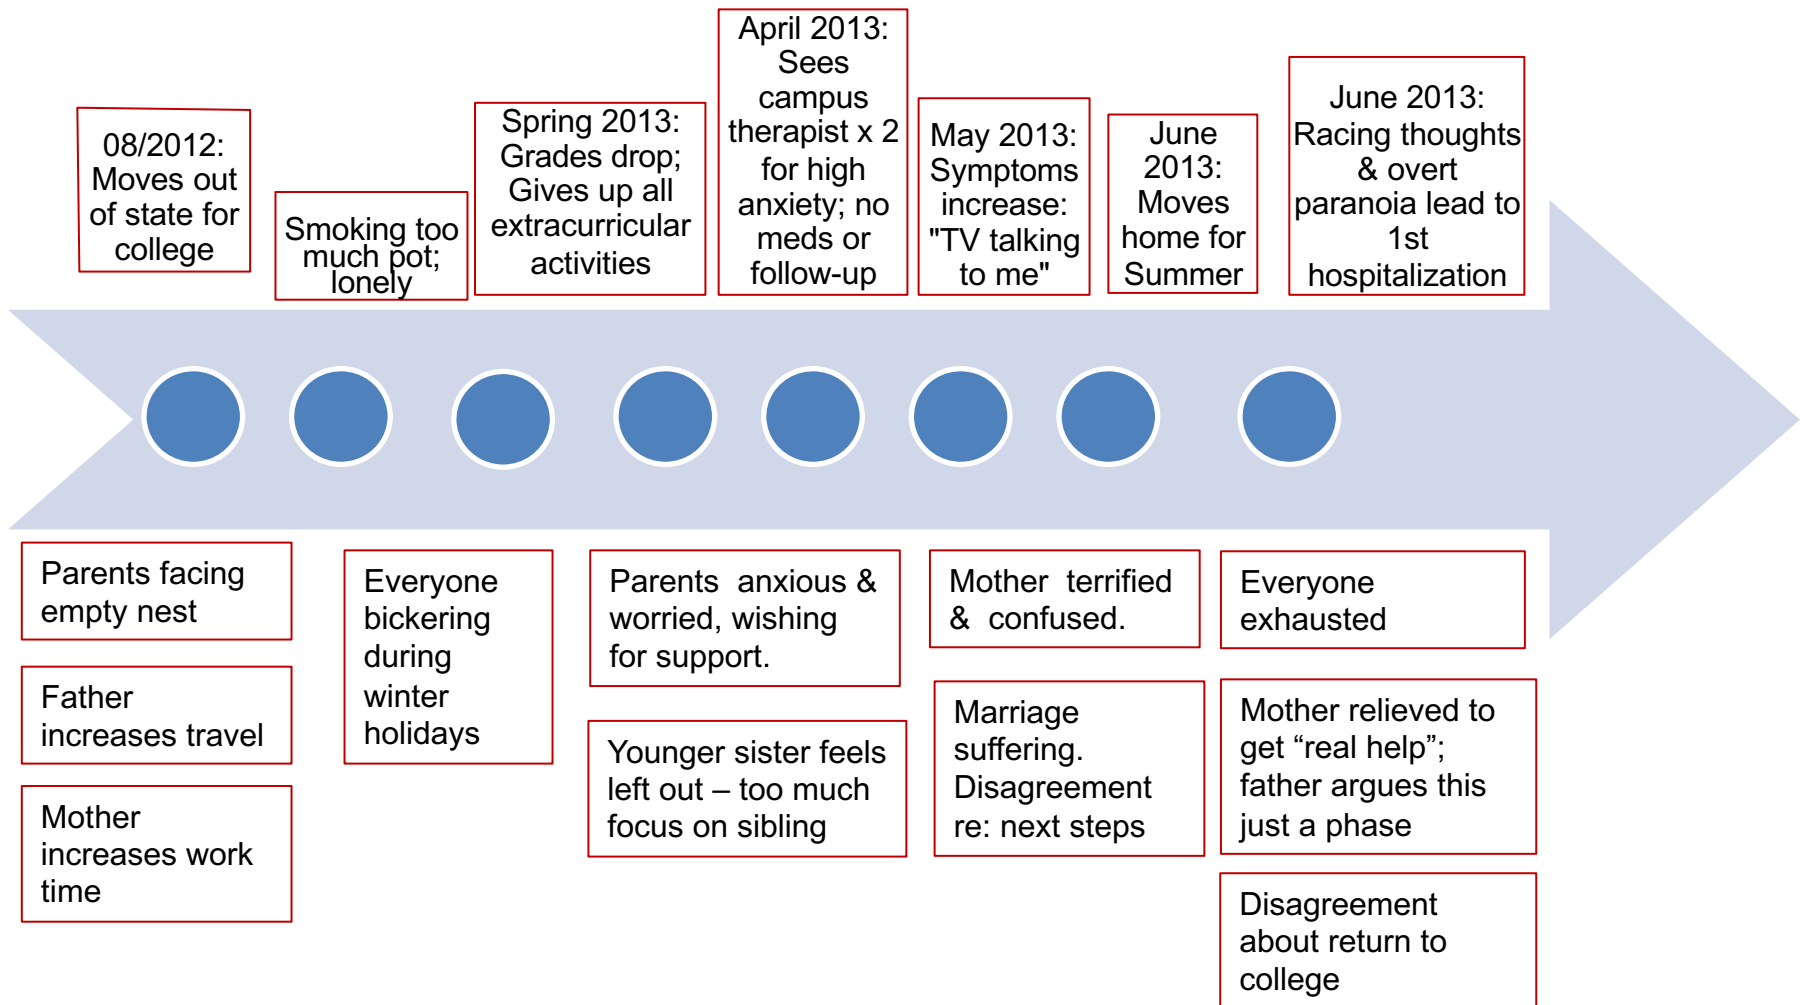 08/2012:
Moves out
of state for
college
Smoking too
much pot;
lonely
Spring 2013:
Grades drop;
Gives up all
extracurricular
activities
April 2013:
Sees
campus
therapist x 2
for high
anxiety; no
meds or
follow-up
May 2013:
Symptoms
increase:
"TV talking
to me"
June
2013:
Moves
home for
Summer
June 2013:
Racing thoughts
& overt
paranoia lead to
1st
hospitalization
Parents facing
empty nest
Father
increases travel
Mother
increases work
time
Everyone
bickering
during
winter
holidays
Parents anxious &
worried, wishing
for support.
Younger sister feels
left out – too much
focus on sibling
Mother terrified
& confused.
Marriage
suffering.
Disagreement
re: next steps
Everyone
exhausted
Mother relieved to
get “real help”;
father argues this
just a phase
Disagreement
about return to
college